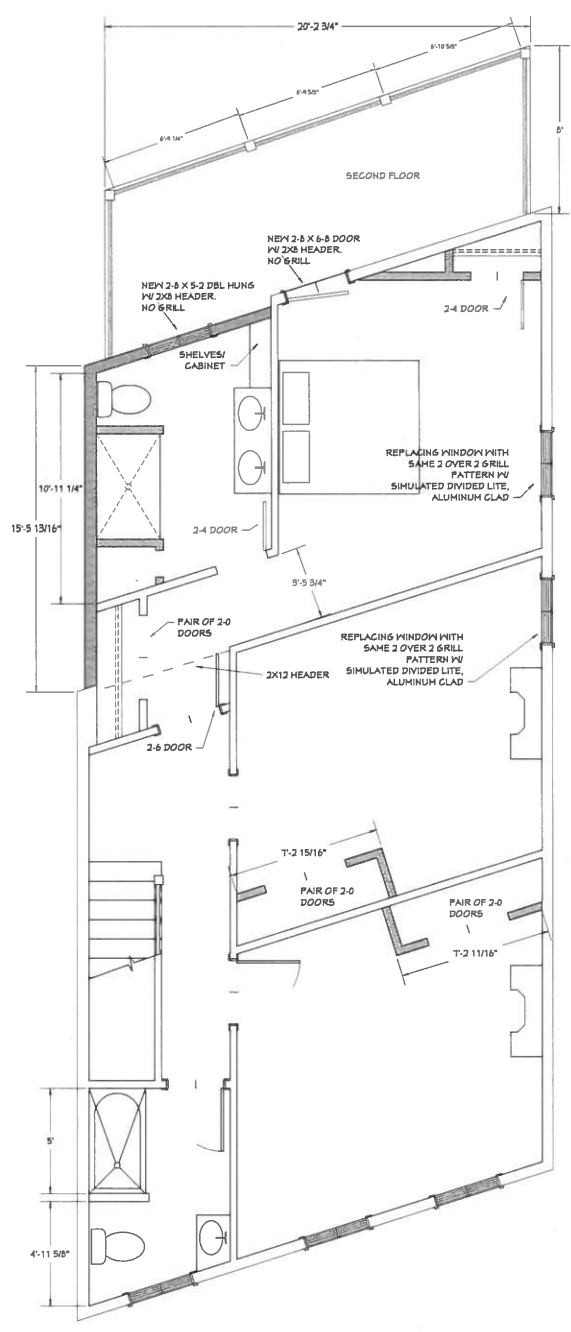 20'-2 3/4"
6'-10 5/8"
6'-9 5/8"
6'-9 1/4"
8'
SECOND FLOOR
NEW 2-8 X 6-8 DOOR
W/ 2X8 HEADER.
NO GRILL
NEW 2-8 X 5-2 DBL HUNG
W/ 2X8 HEADER.
NO GRILL
2-4 DOOR
SHELVES/
CABINET
REPLACING WINDOW WITH
SAME 2 OVER 2 GRILL
PATTERN W/
SIMULATED DIVIDED LITE,
ALUMINUM CLAD
10'-11 1/4"
15'-5 13/16"
2-4 DOOR
3'-5 3/4"
PAIR OF 2-0
DOORS
REPLACING WINDOW WITH
SAME 2 OVER 2 GRILL
PATTERN W/
SIMULATED DIVIDED LITE,
ALUMINUM CLAD
2X12 HEADER
2-6 DOOR
7'-2 15/16"
PAIR OF 2-0
DOORS
PAIR OF 2-0
DOORS
7'-2 11/16"
5'
4'-11 5/8"